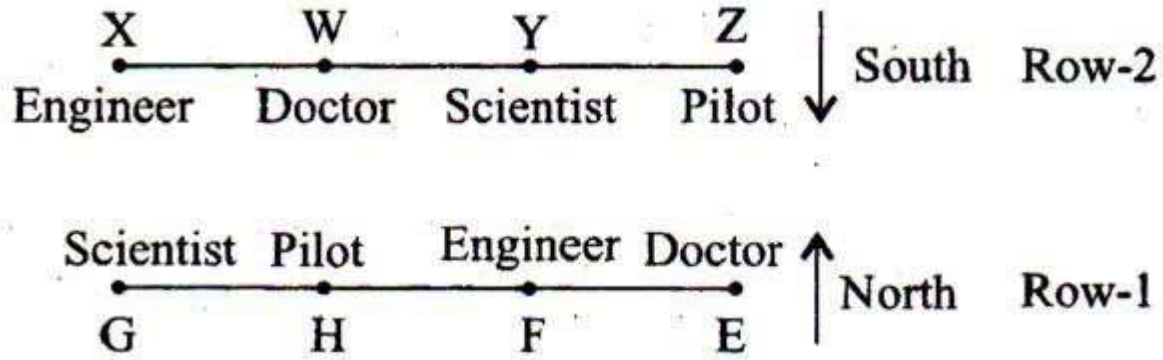 X W Y Z
Engineer Doctor Scientist Pilot South Row-2
Scientist Pilot Engineer Doctor
G H F E North Row-1